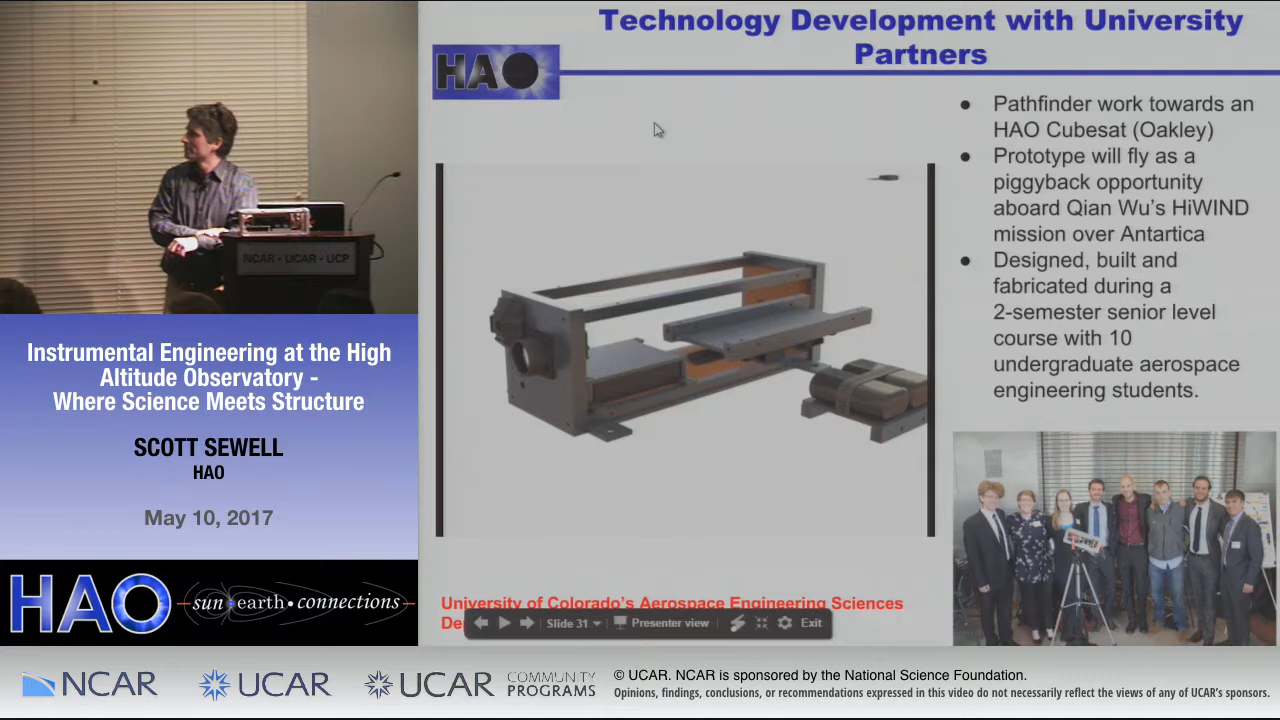 Technology Development with University
Partners
HAO
● Pathfinder work towards an
HAO Cubesat (Oakley)
● Prototype will fly as a
piggyback opportunity
aboard Qian Wu's HiWIND
mission over Antartica
● Designed, built and
fabricated during a
2-semester senior level
course with 10
undergraduate aerospace
engineering students.
NCAR - UCAR - UCP
Instrumental Engineering at the High
Altitude Observatory -
Where Science Meets Structure
SCOTT SEWELL
HAO
May 10, 2017
HAO sun•earth•connections
University of Colorado's Aerospace Engineering Sciences
Slide 31 Presenter view Exit
NCAR UCAR UCAR COMMUNITY
PROGRAMS
© UCAR. NCAR is sponsored by the National Science Foundation.
Opinions, findings, conclusions, or recommendations expressed in this video do not necessarily reflect the views of any of UCAR's sponsors.